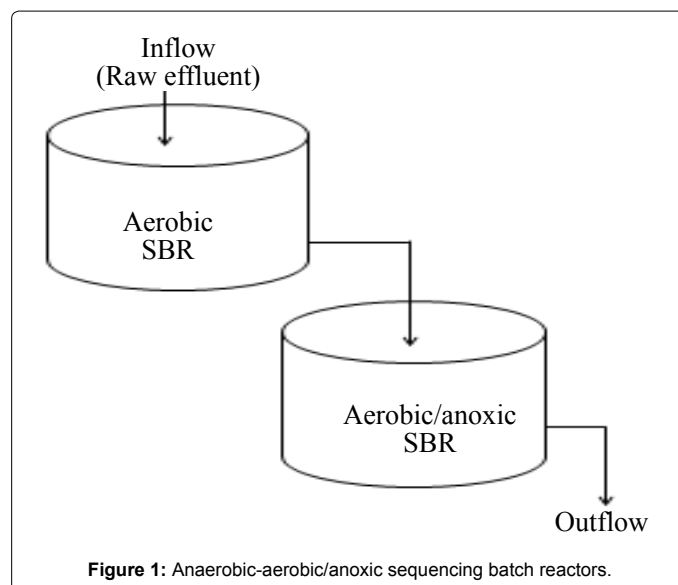 Inflow
(Raw effluent)
Aerobic
SBR
Aerobic/anoxic
SBR
Outflow
Figure 1: Anaerobic-aerobic/anoxic sequencing batch reactors.